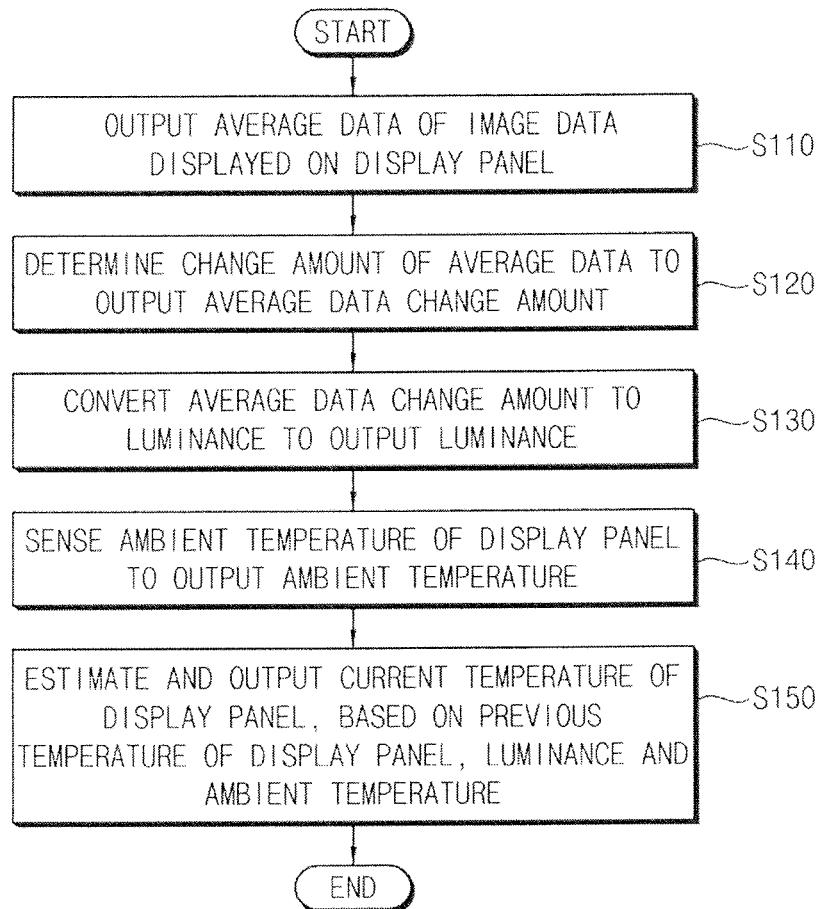 START
OUTPUT AVERAGE DATA OF IMAGE DATA
DISPLAYED ON DISPLAY PANEL
S110
DETERMINE CHANGE AMOUNT OF AVERAGE DATA TO
OUTPUT AVERAGE DATA CHANGE AMOUNT
S120
CONVERT AVERAGE DATA CHANGE AMOUNT TO
LUMINANCE TO OUTPUT LUMINANCE
S130
SENSE AMBIENT TEMPERATURE OF DISPLAY PANEL
TO OUTPUT AMBIENT TEMPERATURE
S140
ESTIMATE AND OUTPUT CURRENT TEMPERATURE OF
DISPLAY PANEL, BASED ON PREVIOUS
TEMPERATURE OF DISPLAY PANEL, LUMINANCE AND
AMBIENT TEMPERATURE
S150
END